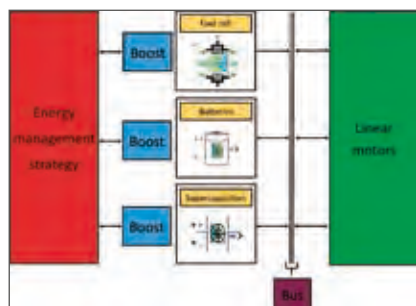 Fuel cell
Boost
Energy
management
strategy
Batteries
Boost
Linear
motors
Supercapacitors
Boost
Bus